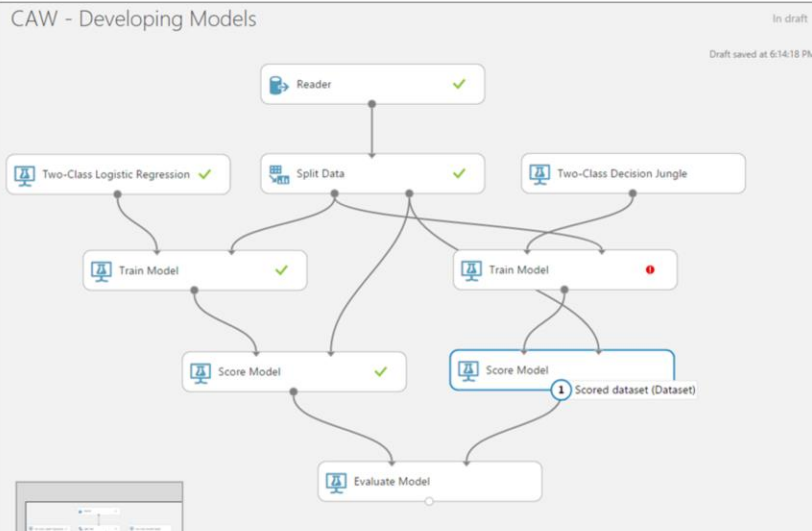 CAW - Developing Models
In draft
Draft saved at 6:14:18 PM
Reader
Two-Class Logistic Regression
Split Data
Two-Class Decision Jungle
Train Model
Train Model
Score Model
Score Model
1 Scored dataset (Dataset)
Evaluate Model